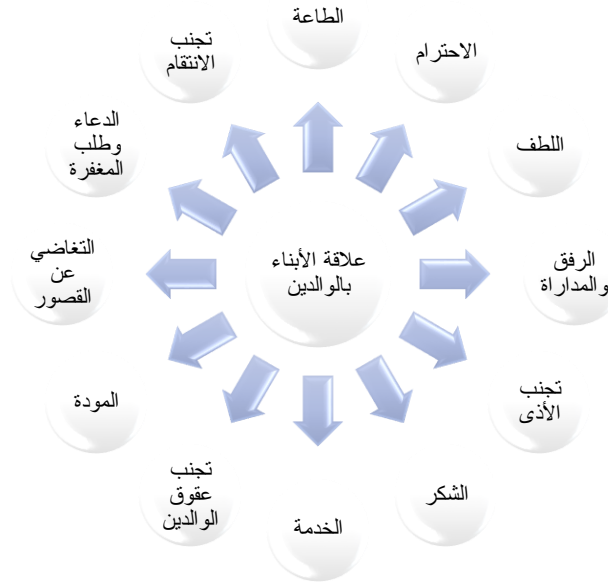 الطاعة
الاحترام
اللطف
الرفق
والمداراة
تجنب
الأذى
الشكر
الخدمة
تجنب
عقوق
الوالدين
المودة
التغاضي
عن
القصور
الدعاء
وطلب
المغفرة
تجنب
الانتقام
علاقة الأبناء
بالوالدين